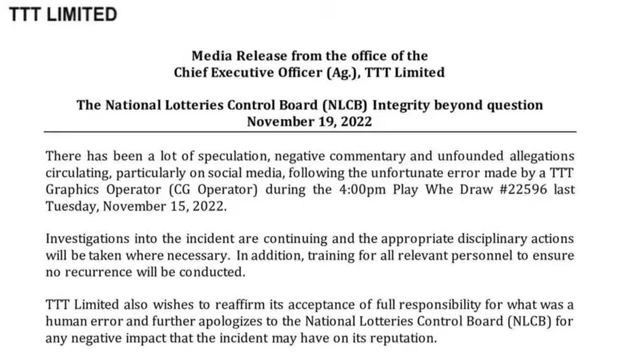 TTT LIMITED
Media Release from the office of the
Chief Executive Officer (Ag.), TTT Limited
The National Lotteries Control Board (NLCB) Integrity beyond question
November 19, 2022
There has been a lot of speculation, negative commentary and unfounded allegations
circulating, particularly on social media, following the unfortunate error made by a TTT
Graphics Operator (CG Operator) during the 4:00pm Play Whe Draw #22596 last
Tuesday, November 15, 2022.
Investigations into the incident are continuing and the appropriate disciplinary actions
will be taken where necessary. In addition, training for all relevant personnel to ensure
no recurrence will be conducted.
TTT Limited also wishes to reaffirm its acceptance of full responsibility for what was a
human error and further apologizes to the National Lotteries Control Board (NLCB) for
any negative impact that the incident may have on its reputation.